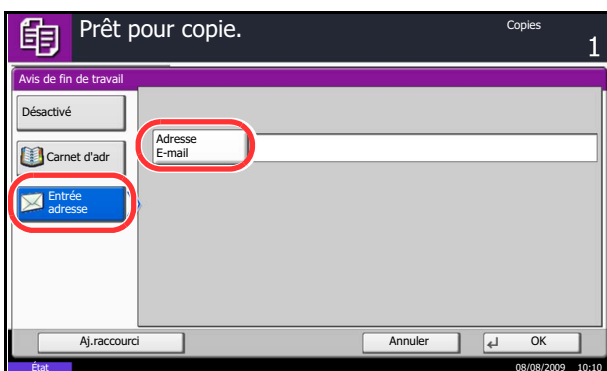 Prêt pour copie.
Copies
1
Avis de fin de travail
Désactivé
Carnet d'adr
Entrée
adresse
Adresse
E-mail
Aj.raccourci
Annuler
OK
État
08/08/2009 10:10